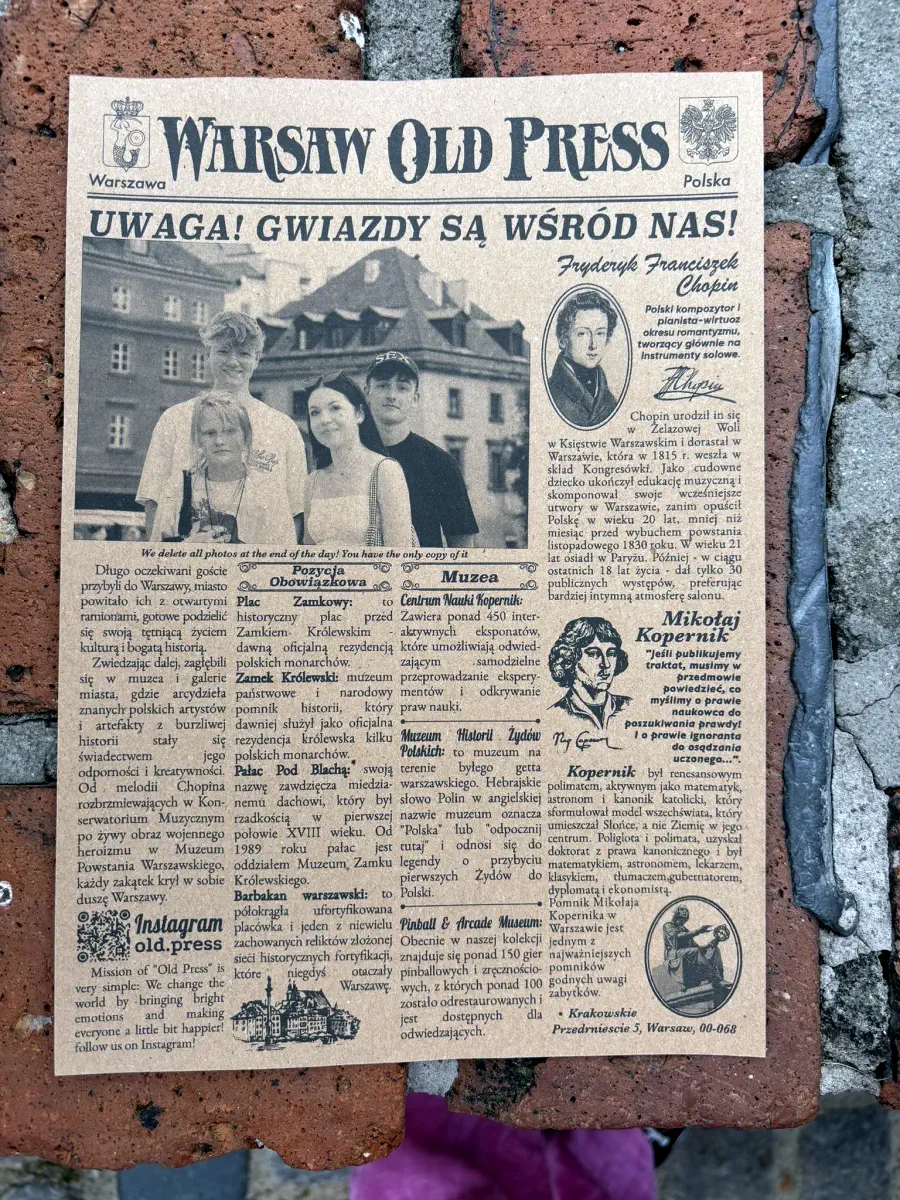 Warszawa
WARSAW OLD PRESS
Polska
UWAGA! GWIAZDY SĄ WŚRÓD NAS!
SEX
We delete all photos at the end of the day! You have the only copy of it
Długo oczekiwani goście
przybyli do Warszawy, miasto
powitało ich z otwartymi
ramionami, gotowe podzielić
się swoją tętniącą życiem
kulturą i bogatą historią.
Zwiedzając dalej, zagłębili
się w muzea i galerie
miasta, gdzie arcydzieła
znanych polskich artystów
i artefakty z burzliwej
historii stały się
świadectwem jego
odporności i kreatywności.
Od melodii Chopina
rozbrzmiewających w Kon-
serwatorium Muzycznym
po żywy obraz wojennego
heroizmu w Muzeum
Powstania Warszawskiego,
każdy zakątek krył w sobie
duszę Warszawy.
Instagram
old.press
Mission of "Old Press" is
very simple: We change the
world by bringing bright
emotions and making
everyone a little bit happier!
follow us on Instagram!
Pozycja
Obowiązkowa
Plac Zamkowy: to
historyczny plac przed
Zamkiem Królewskim -
dawną oficjalną rezydencją
polskich monarchów.
Zamek Królewski: muzeum
państwowe i narodowy
pomnik historii, który
dawniej służył jako oficjalna
rezydencja królewska kilku
polskich monarchów.
Pałac Pod Blachą: swoją
nazwę zawdzięcza miedzia-
nemu dachowi, który był
rzadkością w pierwszej
połowie XVIII wieku. Od
1989 roku pałac jest
oddziałem Muzeum Zamku
Królewskiego.
Barbakan warszawski: to
półokrągła ufortyfikowana
placówka i jeden z niewielu
zachowanych reliktów złożonej
sieci historycznych fortyfikacji,
które niegdyś otaczały
Warszawę.
Muzea
Centrum Nauki Kopernik:
Zawiera ponad 450 inter-
aktywnych eksponatów,
które umożliwiają odwied-
zającym samodzielne
przeprowadzanie ekspery-
mentów i odkrywanie
praw nauki.
Muzeum Historii Żydów
Polskich: to muzeum na
terenie byłego getta
warszawskiego. Hebrajskie
słowo Polin w angielskiej
nazwie muzeum oznacza
"Polska" lub "odpocznij
tutaj" i odnosi się do
legendy o przybyciu
pierwszych Żydów do
Polski.
Pinball & Arcade Museum:
Obecnie w naszej kolekcji
znajduje się ponad 150 gier
pinballowych i zręcznościo-
wych, z których ponad 100
zostało odrestaurowanych i
jest dostępnych dla
odwiedzających.
Fryderyk Franciszek
Chopin
Polski kompozytor i
pianista-wirtuoz
okresu romantyzmu,
tworzący głównie na
instrumenty solowe.
Chopin urodził in się
w Żelazowej Woli
w Księstwie Warszawskim i dorastał w
Warszawie, która w 1815 r. weszła w
skład Kongresówki. Jako cudowne
dziecko ukończył edukację muzyczną i
skomponował swoje wcześniejsze
utwory w Warszawie, zanim opuścił
Polskę w wieku 20 lat, mniej niż
miesiąc przed wybuchem powstania
listopadowego 1830 roku. W wieku 21
lat osiadł w Paryżu. Później - w ciągu
ostatnich 18 lat życia - dał tylko 30
publicznych występów, preferując
bardziej intymną atmosferę salonu.
Mikołaj
Kopernik
"Jeśli publikujemy
traktat, musimy w
przedmowie
powiedzieć, co
myślimy o prawie
naukowca do
poszukiwania prawdy!
I o prawie ignoranta
do osądzania
uczonego...".
Kopernik był renesansowym
polimatem, aktywnym jako matematyk,
astronom i kanonik katolicki, który
sformułował model wszechświata, który
umieszczał Słońce, a nie Ziemię w jego
centrum. Poliglota i polimata, uzyskał
doktorat z prawa kanonicznego i był
matematykiem, astronomem, lekarzem,
klasykiem, tłumaczem,gubernatorem,
dyplomatą i ekonomistą.
Pomnik Mikołaja
Kopernika w
Warszawie jest
jednym z
najważniejszych
pomników
godnych uwagi
zabytków.
• Krakowskie
Przedmiescie 5, Warsaw, 00-068